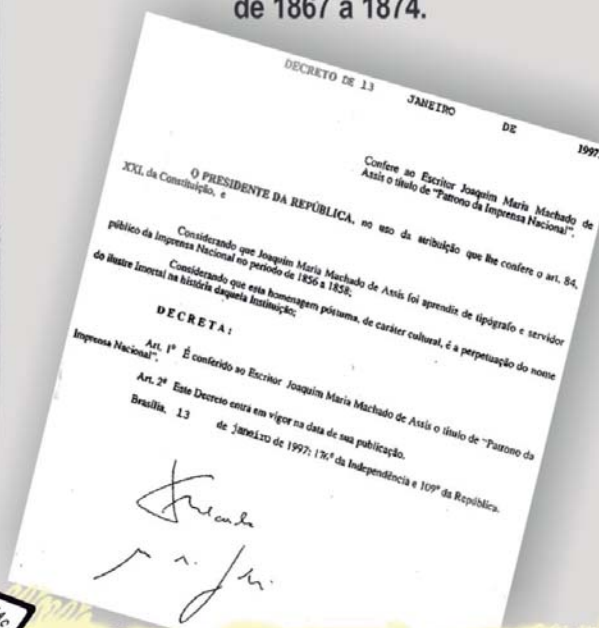 de 1867 a 1874.
DECRETO DE 13 JANEIRO DE 1997.
Confere ao Escritor Joaquim Maria Machado de
Assis o título de "Patrono da Imprensa Nacional".
O PRESIDENTE DA REPÚBLICA, no uso da atribuição que lhe confere o art. 84,
XXI, da Constituição, e
Considerando que Joaquim Maria Machado de Assis foi aprendiz de tipógrafo e servidor
público da Imprensa Nacional no período de 1856 a 1858;
Considerando que esta homenagem póstuma, de caráter cultural, é a perpetuação do nome
do ilustre Imortal na história daquela Instituição;
DECRETA:
Art. 1º É conferido ao Escritor Joaquim Maria Machado de Assis o título de "Patrono da
Imprensa Nacional".
Art. 2º Este Decreto entra em vigor na data de sua publicação.
Brasília, 13 de janeiro de 1997; 176º da Independência e 109º da República.